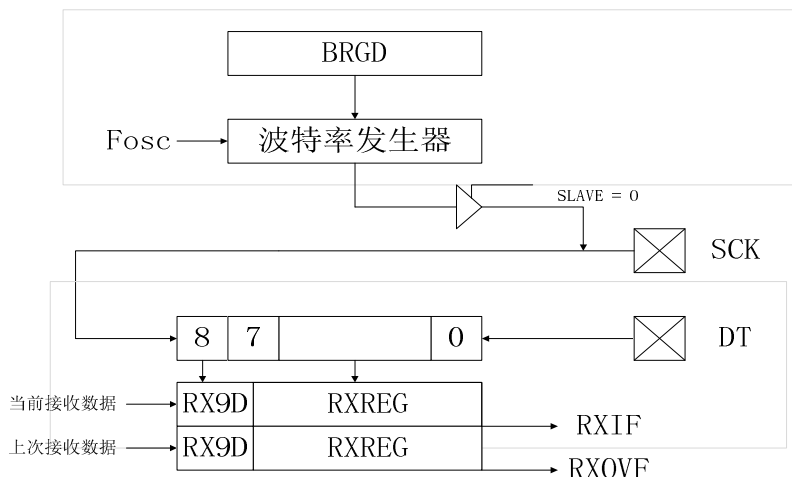 BRGD
Fosc
波特率发生器
SLAVE = 0
SCK
8 7 0
DT
当前接收数据
RX9D
RXREG
RXIF
上次接收数据
RX9D
RXREG
RXOVF